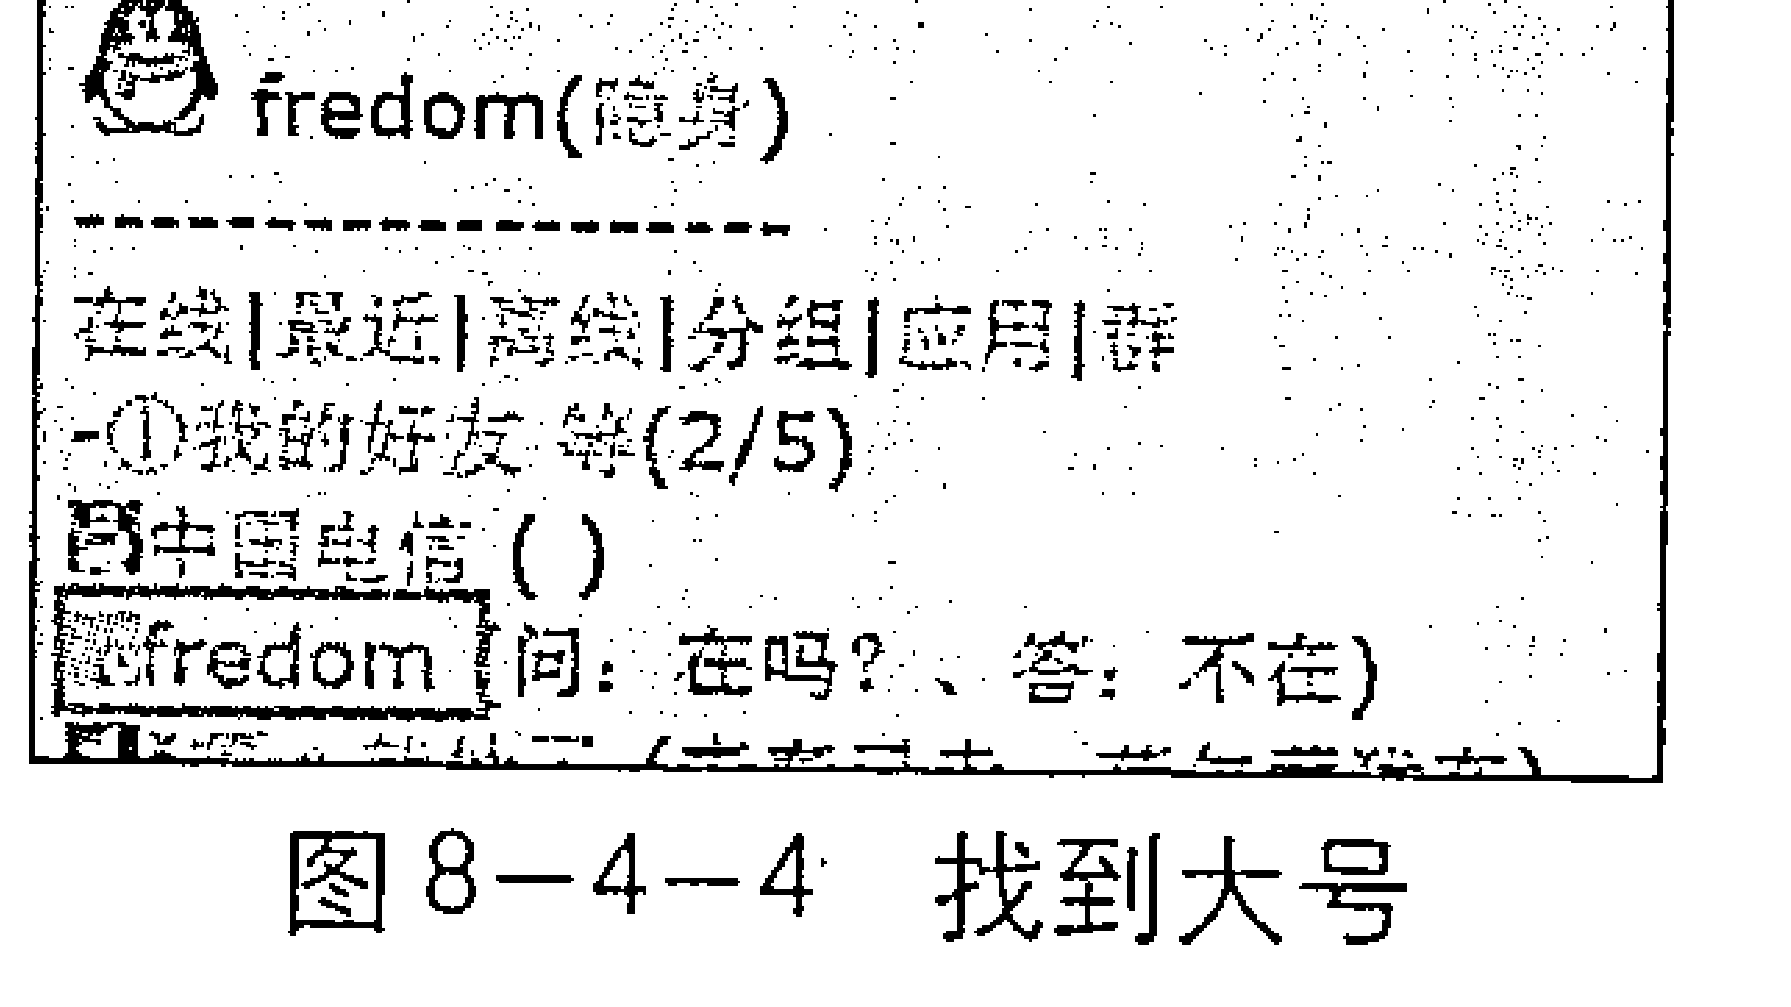 fredom(隐身)
--------------------
在线|最近|离线|分组|应用|群
-①我的好友 等(2/5)
中国电信 ( )
fredom 问： 在吗？、 答： 不在)
图 8－4－4 找到大号